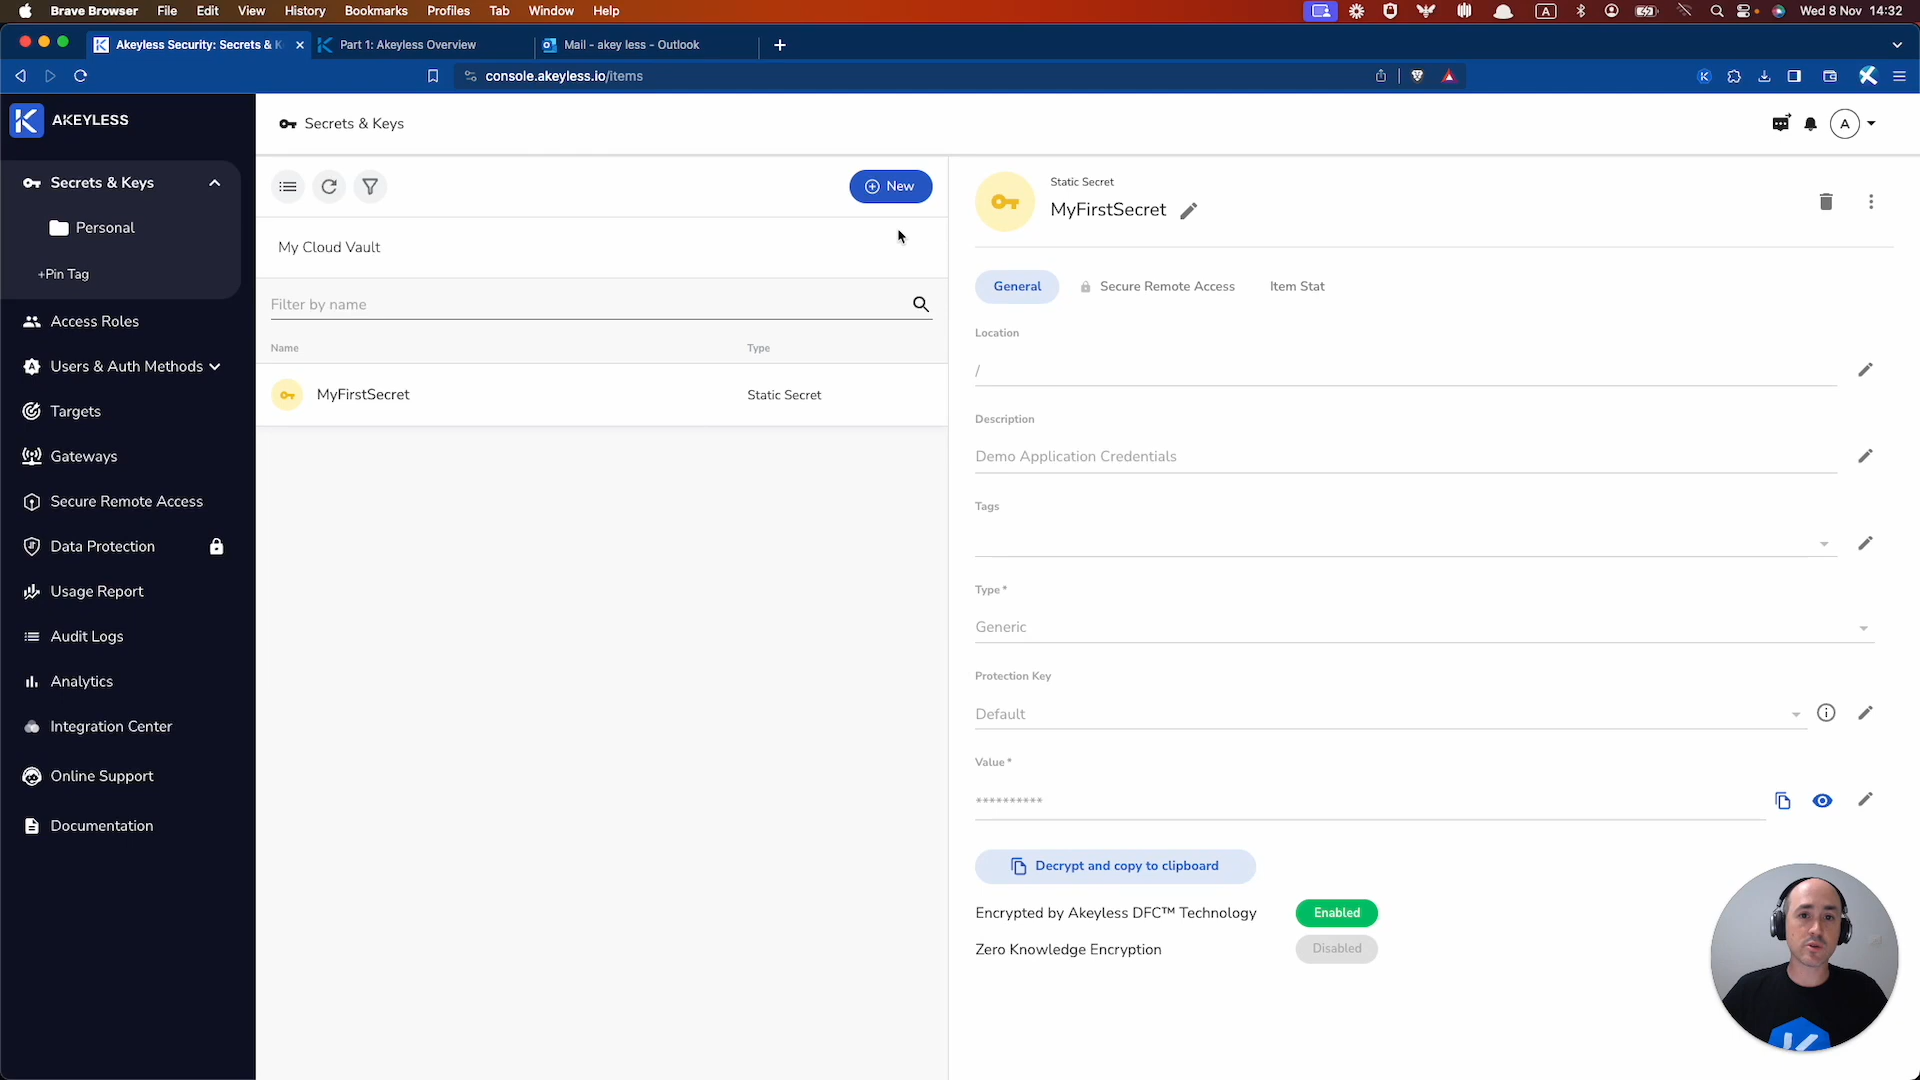 Brave Browser File Edit View History Bookmarks Profiles Tab Window Help
A
Wed 8 Nov 14:32
Akeyless Security: Secrets & K
Part 1: Akeyless Overview
Mail - akey less - Outlook
console.akeyless.io/items
AKEYLESS
Secrets & Keys
Personal
+Pin Tag
Access Roles
Users & Auth Methods
Targets
Gateways
Secure Remote Access
Data Protection
Usage Report
Audit Logs
Analytics
Integration Center
Online Support
Documentation
Secrets & Keys
A
New
My Cloud Vault
Filter by name
Name Type
MyFirstSecret Static Secret
Static Secret
MyFirstSecret
General Secure Remote Access Item Stat
Location
/
Description
Demo Application Credentials
Tags
Type *
Generic
Protection Key
Default
Value *
**********
Decrypt and copy to clipboard
Encrypted by Akeyless DFC™ Technology Enabled
Zero Knowledge Encryption Disabled